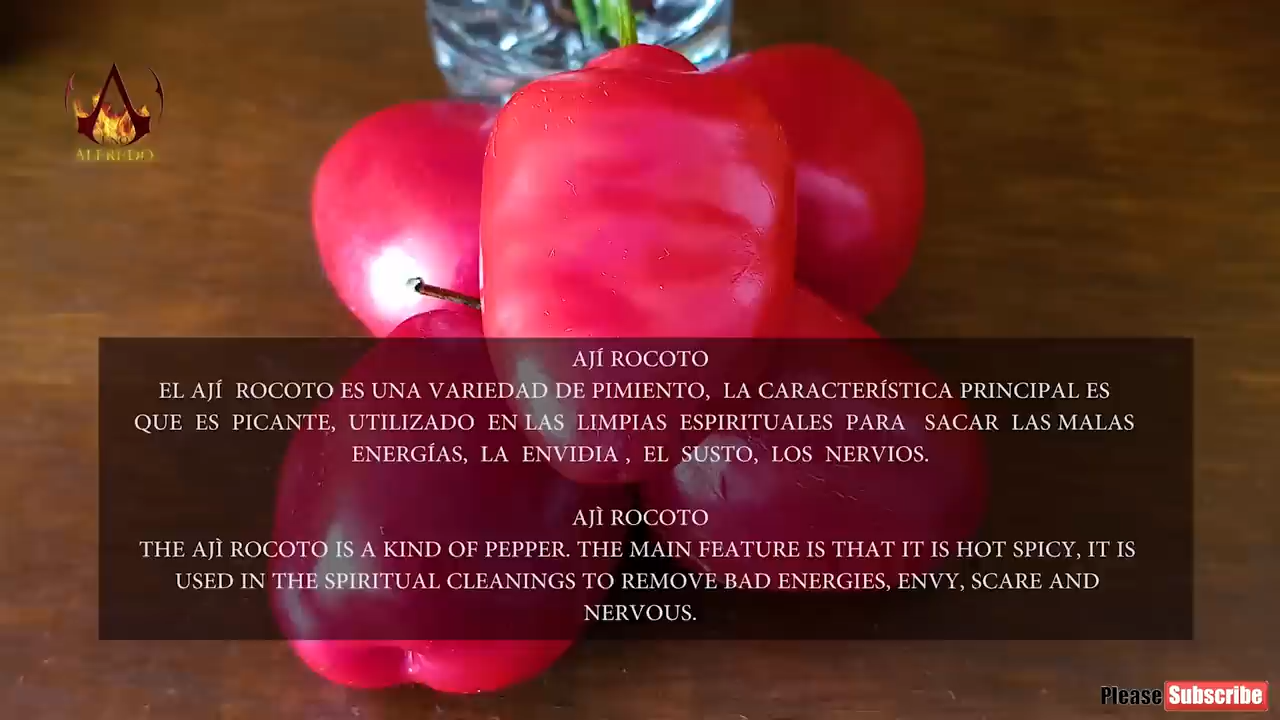 ALFREDO
AJÍ ROCOTO
EL AJÍ ROCOTO ES UNA VARIEDAD DE PIMIENTO, LA CARACTERÍSTICA PRINCIPAL ES
QUE ES PICANTE, UTILIZADO EN LAS LIMPIAS ESPIRITUALES PARA SACAR LAS MALAS
ENERGÍAS, LA ENVIDIA , EL SUSTO, LOS NERVIOS.
AJÌ ROCOTO
THE AJÌ ROCOTO IS A KIND OF PEPPER. THE MAIN FEATURE IS THAT IT IS HOT SPICY, IT IS
USED IN THE SPIRITUAL CLEANINGS TO REMOVE BAD ENERGIES, ENVY, SCARE AND
NERVOUS.
Please Subscribe